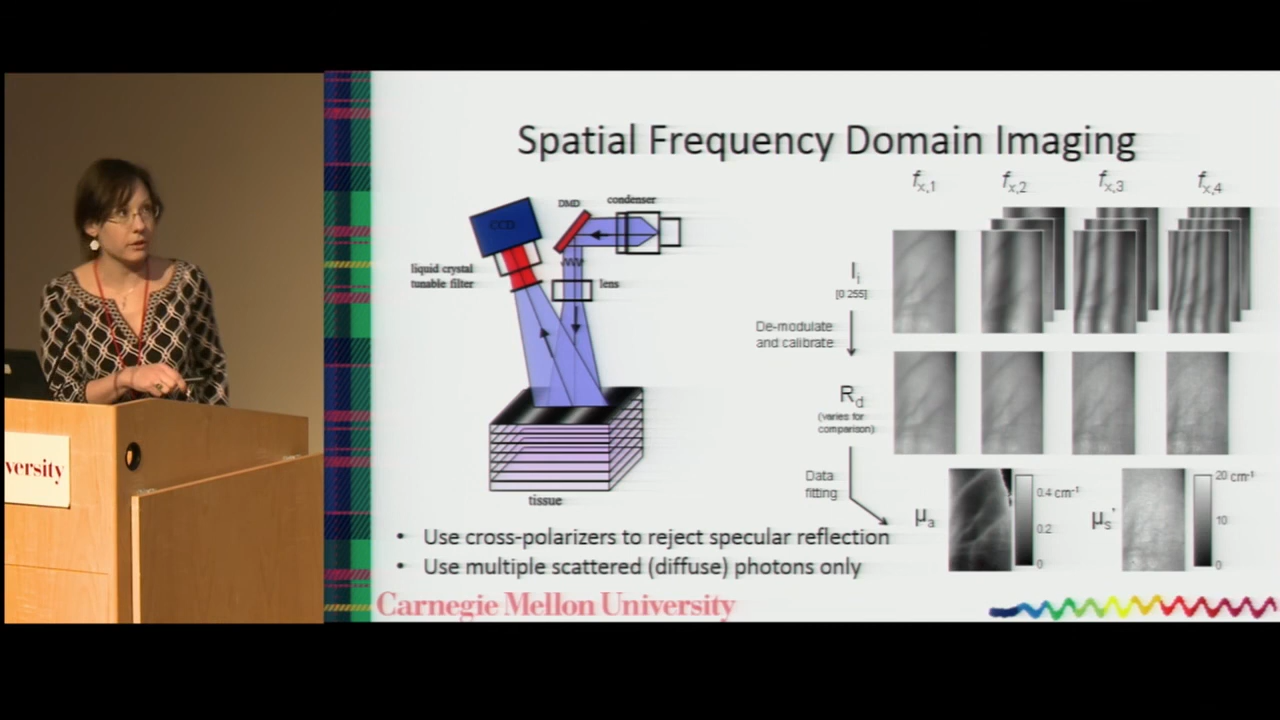 Spatial Frequency Domain Imaging
fx,1
fx,2
fx,3
fx,4
DMD
condenser
CCD
liquid crystal
tunable filter
lens
tissue
Ii
[0 255]
De-modulate
and calibrate
Rd
(varies for
comparison)
Data
fitting
μa
0.4 cm-1
0.2
0
μs'
20 cm-1
10
0
• Use cross-polarizers to reject specular reflection
• Use multiple scattered (diffuse) photons only
Carnegie Mellon University
versity